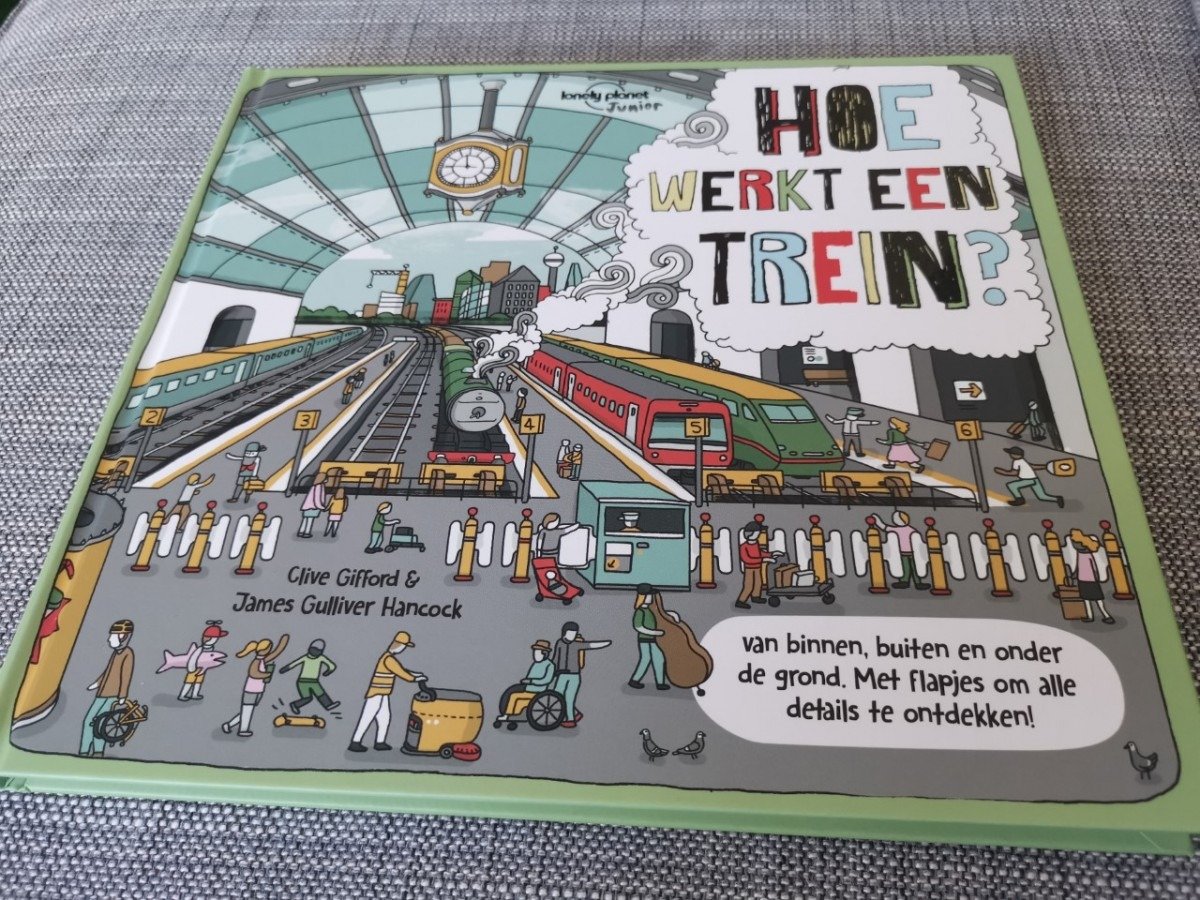 lonely planet
Junior
HOE
WERKT EEN
TREIN?
2
3
4
5
6
Clive Gifford &
James Gulliver Hancock
van binnen, buiten en onder
de grond. Met flapjes om alle
details te ontdekken!